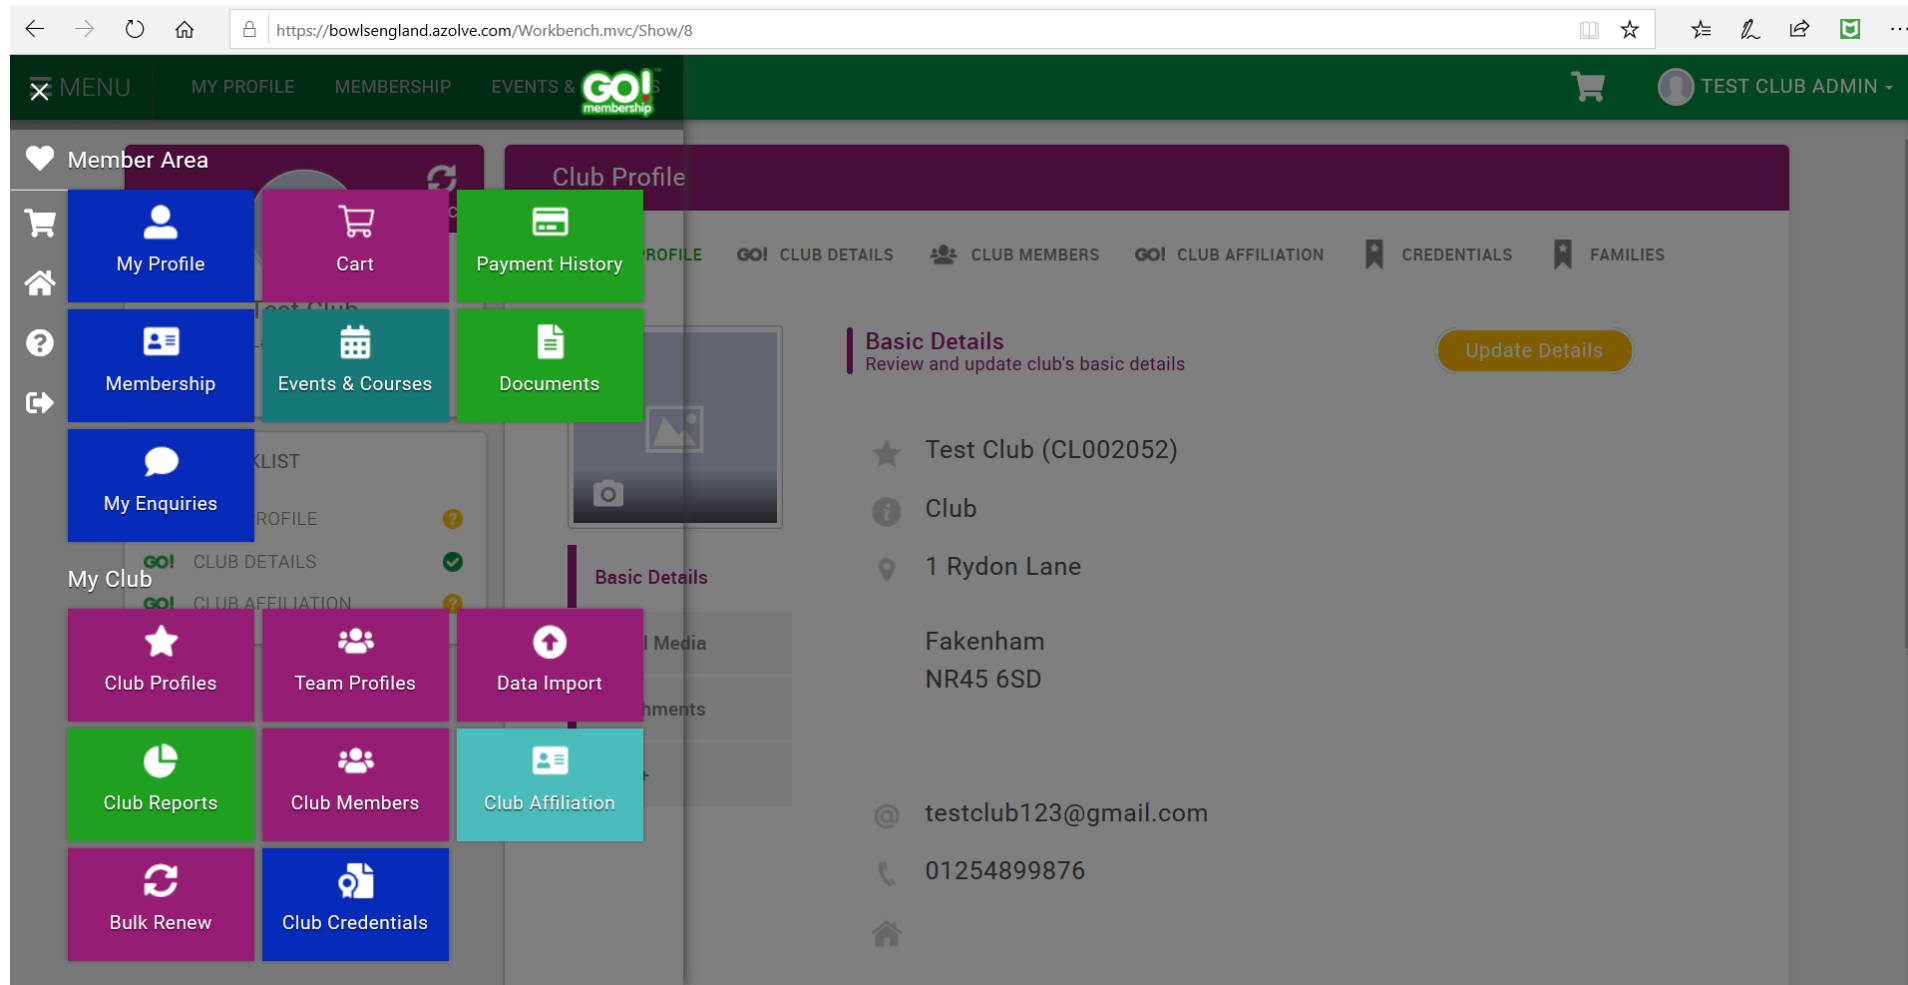 https://bowlsengland.azolve.com/Workbench.mvc/Show/8
MENU
MY PROFILE
MEMBERSHIP
EVENTS &
GO!
membership
TEST CLUB ADMIN
Member Area
My Profile
Cart
Payment History
Membership
Events & Courses
Documents
My Enquiries
My Club
Club Profiles
Team Profiles
Data Import
Club Reports
Club Members
Club Affiliation
Bulk Renew
Club Credentials
Test Club
KLIST
ROFILE
GO! CLUB DETAILS
GO! CLUB AFFILIATION
Club Profile
ROFILE
GO! CLUB DETAILS
CLUB MEMBERS
GO! CLUB AFFILIATION
CREDENTIALS
FAMILIES
Basic Details
l Media
hments
Basic Details
Review and update club's basic details
Update Details
Test Club (CL002052)
Club
1 Rydon Lane
Fakenham
NR45 6SD
testclub123@gmail.com
01254899876